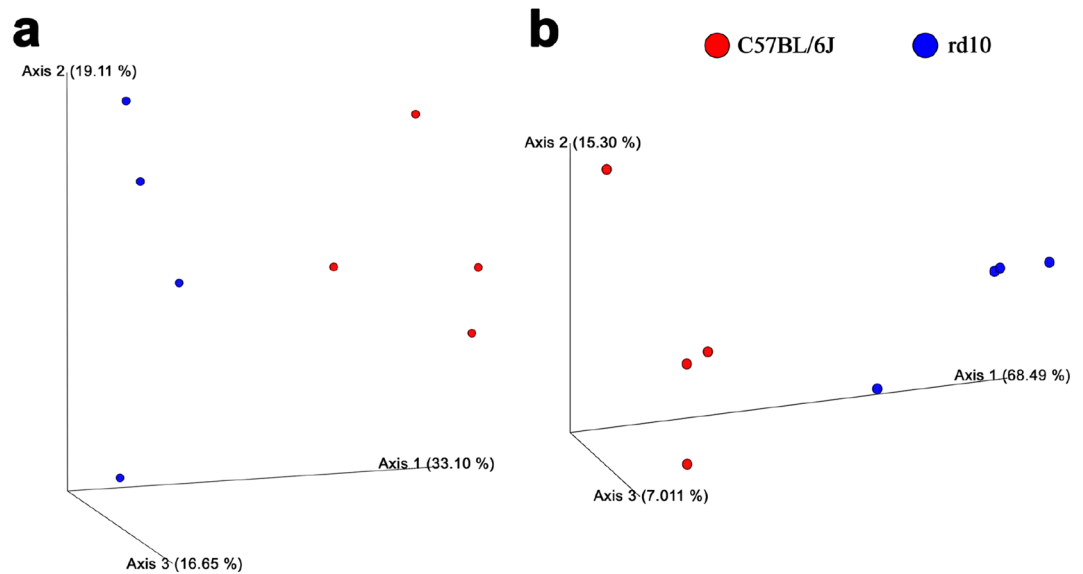 a
Axis 2 (19.11 %)
Axis 1 (33.10 %)
Axis 3 (16.65 %)
b
C57BL/6J
rd10
Axis 2 (15.30 %)
Axis 1 (68.49 %)
Axis 3 (7.011 %)